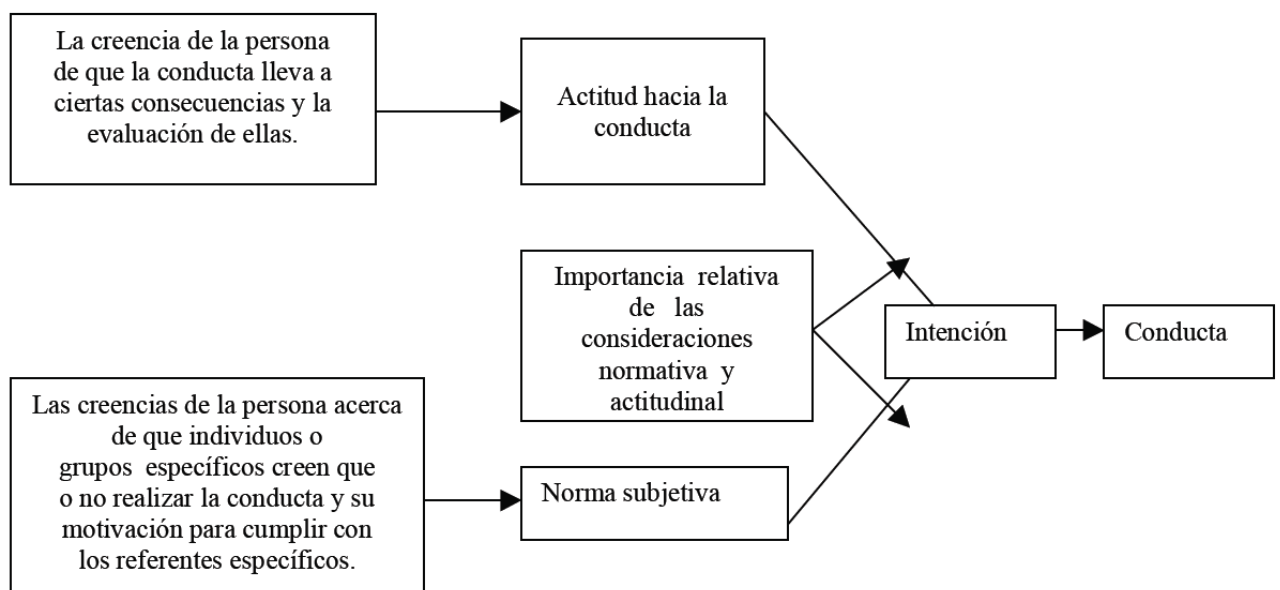 La creencia de la persona
de que la conducta lleva a
ciertas consecuencias y la
evaluación de ellas.
Actitud hacia la
conducta
Importancia relativa
de las
consideraciones
normativa y
actitudinal
Intención
Conducta
Las creencias de la persona acerca
de que individuos o
grupos específicos creen que
o no realizar la conducta y su
motivación para cumplir con
los referentes específicos.
Norma subjetiva